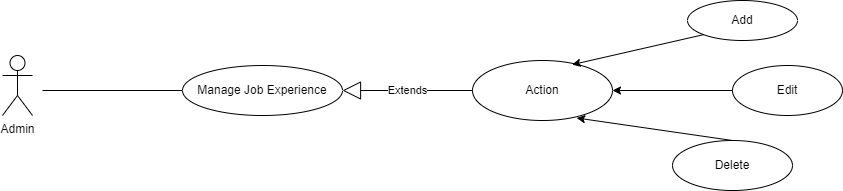 Add
Admin
Manage Job Experience
Extends
Action
Edit
Delete